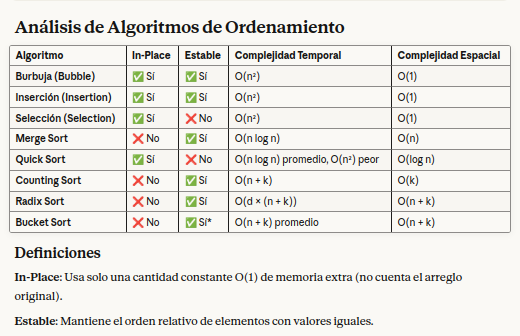 Análisis de Algoritmos de Ordenamiento
Algoritmo In-Place Estable Complejidad Temporal Complejidad Espacial
Burbuja (Bubble) ✅ Sí ✅ Sí O(n²) O(1)
Inserción (Insertion) ✅ Sí ✅ Sí O(n²) O(1)
Selección (Selection) ✅ Sí ❌ No O(n²) O(1)
Merge Sort ❌ No ✅ Sí O(n log n) O(n)
Quick Sort ✅ Sí ❌ No O(n log n) promedio, O(n²) peor O(log n)
Counting Sort ❌ No ✅ Sí O(n + k) O(k)
Radix Sort ❌ No ✅ Sí O(d × (n + k)) O(n + k)
Bucket Sort ❌ No ✅ Sí* O(n + k) promedio O(n + k)
Definiciones
In-Place: Usa solo una cantidad constante O(1) de memoria extra (no cuenta el arreglo
original).
Estable: Mantiene el orden relativo de elementos con valores iguales.